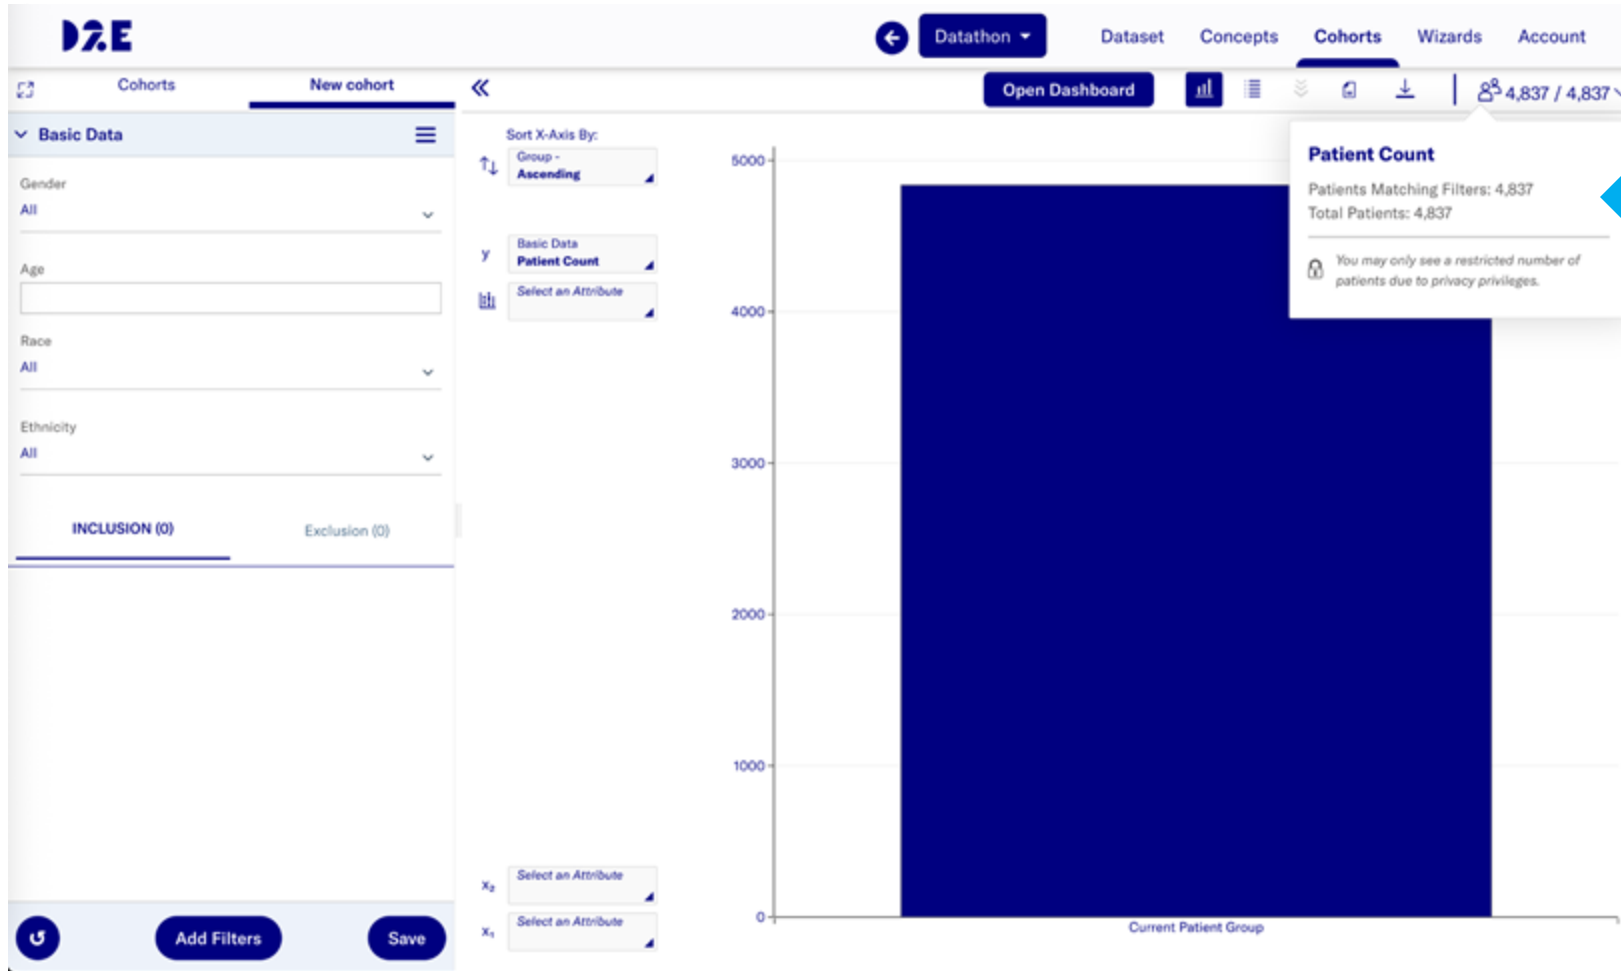 D2E
Datathon
Dataset
Concepts
Cohorts
Wizards
Account
Cohorts
New cohort
Open Dashboard
4,837 / 4,837
Basic Data
Gender
All
Age
Race
All
Ethnicity
All
INCLUSION (0)
Exclusion (0)
Add Filters
Save
Sort X-Axis By:
Group -
Ascending
y
Basic Data
Patient Count
Select an Attribute
x₂
Select an Attribute
x₁
Select an Attribute
5000
4000
3000
2000
1000
0
Current Patient Group
Patient Count
Patients Matching Filters: 4,837
Total Patients: 4,837
You may only see a restricted number of
patients due to privacy privileges.